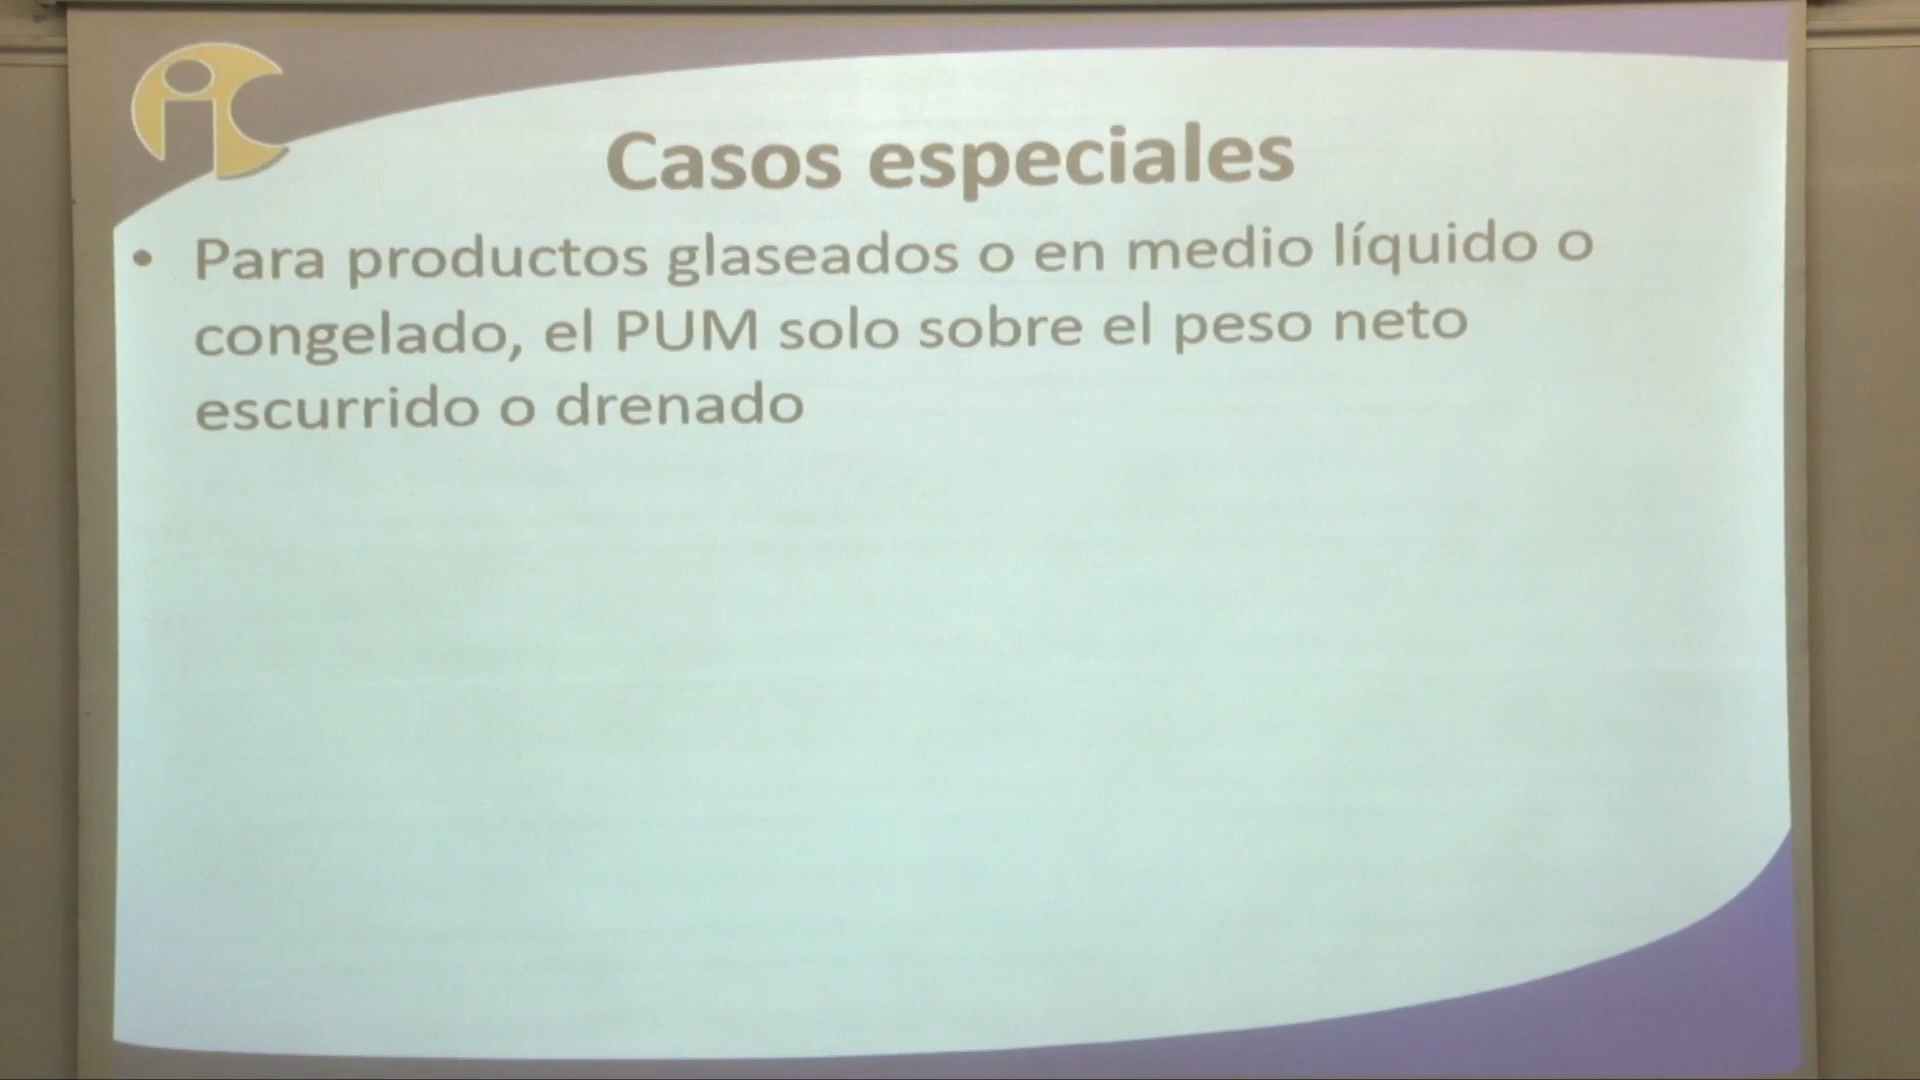 Casos especiales
• Para productos glaseados o en medio líquido o
congelado, el PUM solo sobre el peso neto
escurrido o drenado